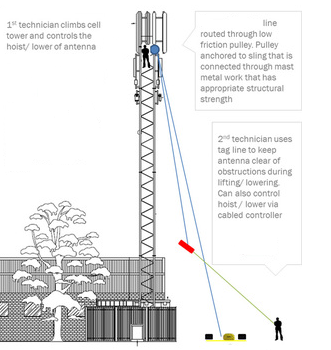 1st technician climbs cell
tower and controls the
hoist/ lower of antenna
line
routed through low
friction pulley. Pulley
anchored to sling that is
connected through mast
metal work that has
appropriate structural
strength
2nd technician uses
tag line to keep
antenna clear of
obstructions during
lifting/ lowering.
Can also control
hoist / lower via
cabled controller